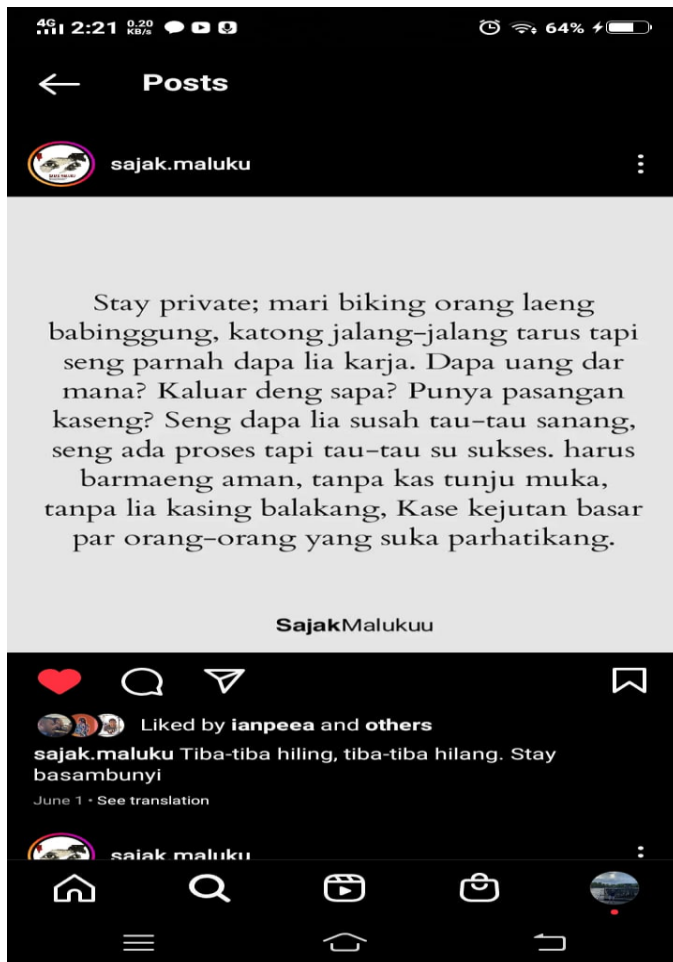 4G 2:21 0.20 KB/s 64%
Posts
sajak.maluku
Stay private; mari biking orang laeng
babinggung, katong jalang-jalang tarus tapi
seng parnah dapa lia karja. Dapa uang dar
mana? Kaluar deng sapa? Punya pasangan
kaseng? Seng dapa lia susah tau-tau sanang,
seng ada proses tapi tau-tau su sukses. harus
barmaeng aman, tanpa kas tunju muka,
tanpa lia kasing balakang, Kase kejutan basar
par orang-orang yang suka parhatikang.
SajakMalukuu
Liked by ianpeea and others
sajak.maluku Tiba-tiba hiling, tiba-tiba hilang. Stay
basambunyi
June 1 • See translation
sajak.maluku